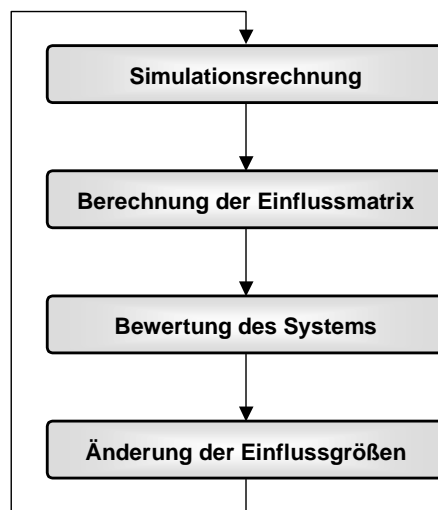 Simulationsrechnung
Berechnung der Einflussmatrix
Bewertung des Systems
Änderung der Einflussgrößen